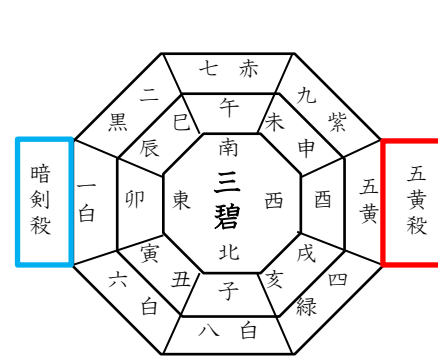 七赤
二黒
九紫
午
巳
未
辰
申
南
暗剣殺
一白
卯
東
三碧
西
酉
五黄
五黄殺
北
寅
戌
丑
亥
子
六白
四緑
八白